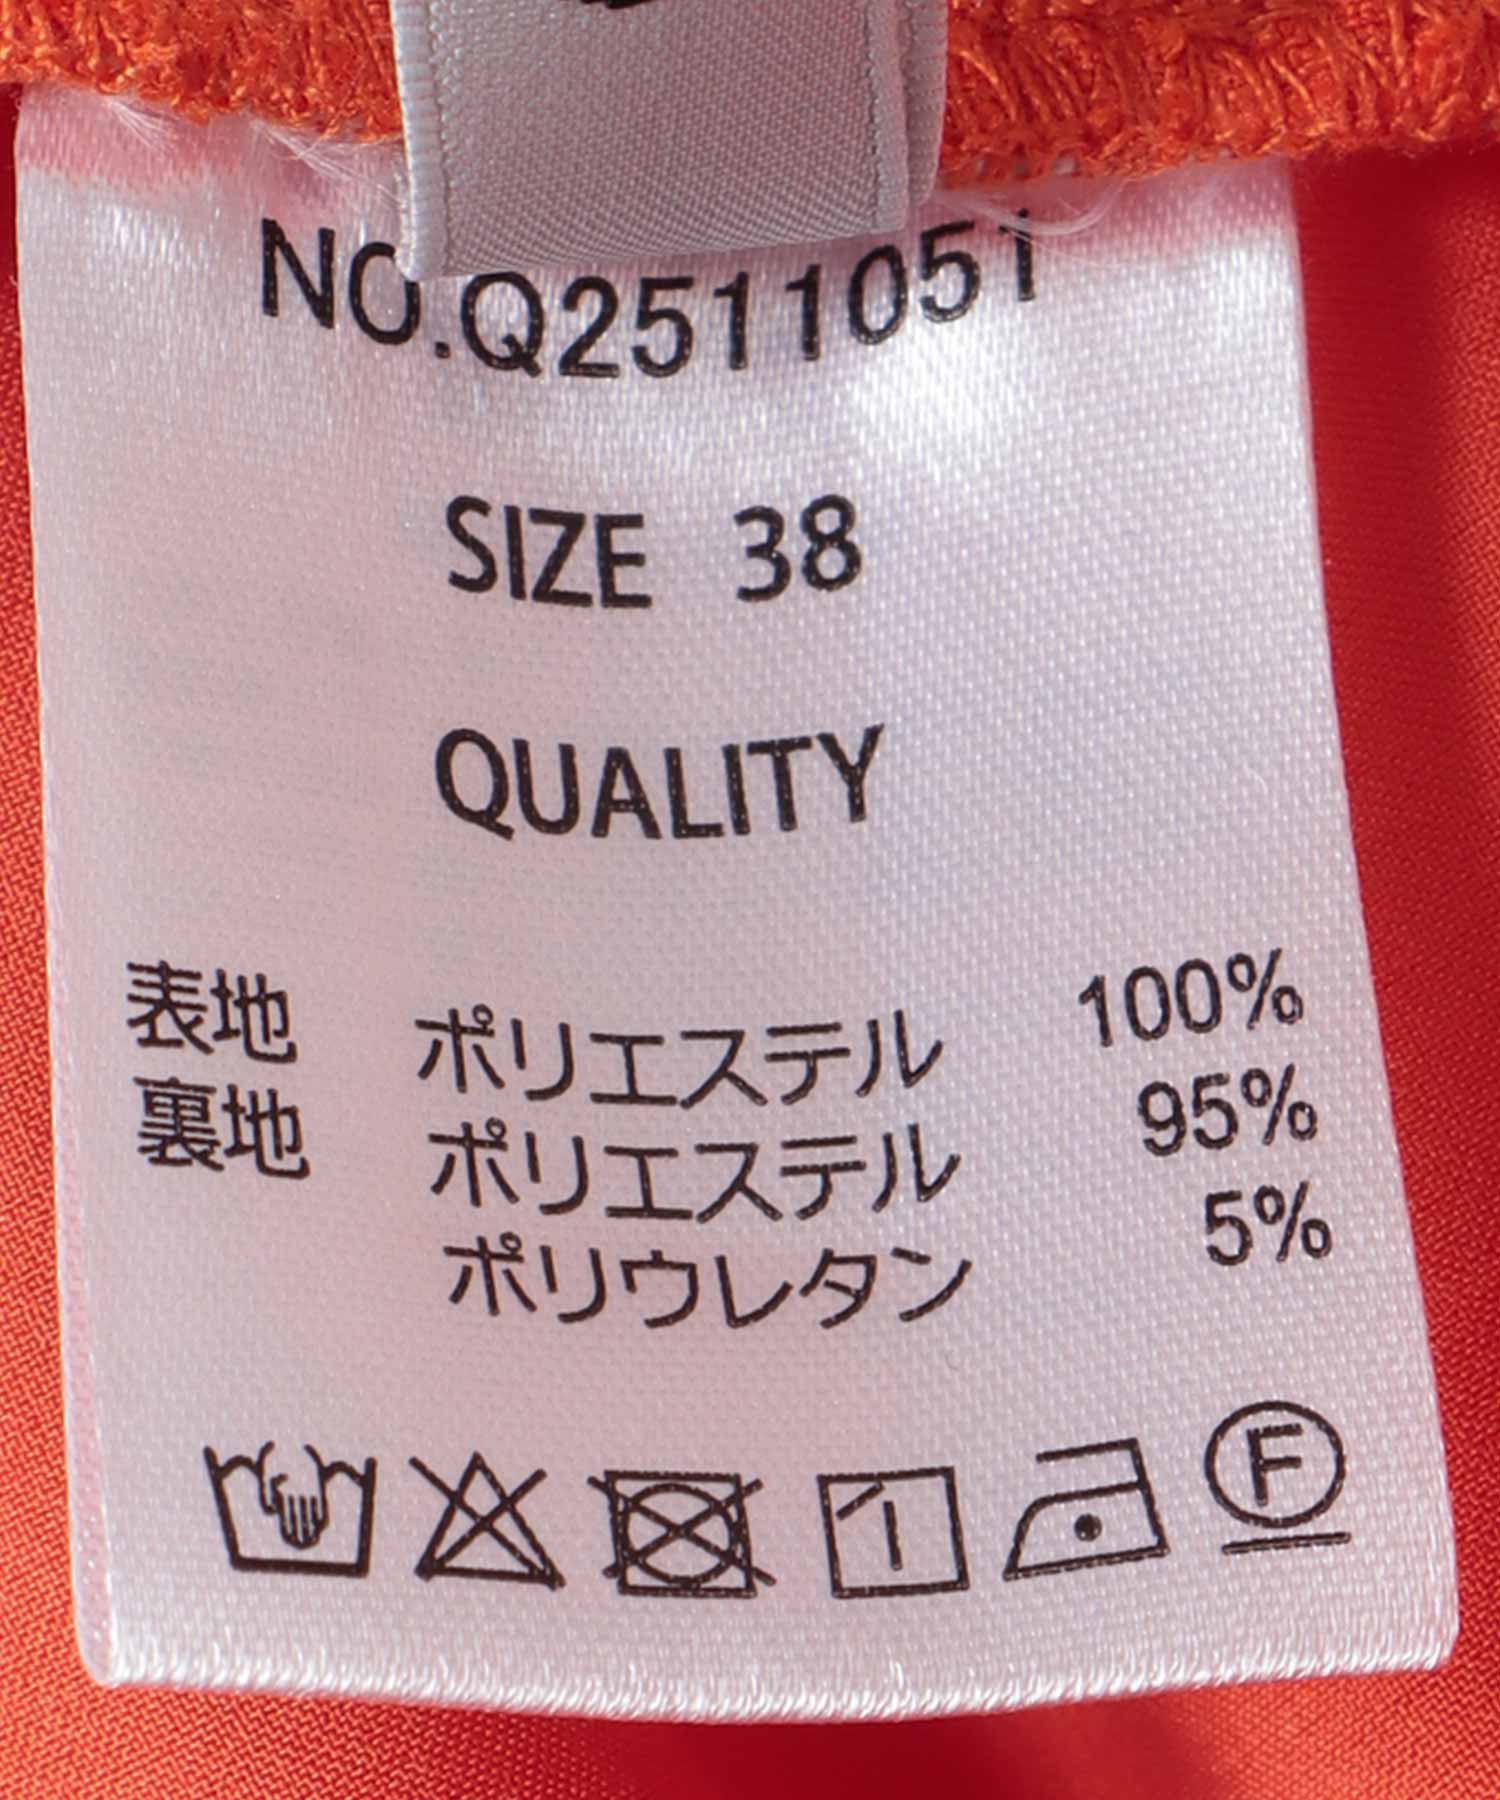 NO.Q2511051
SIZE 38
QUALITY
表地 ポリエステル 100%
裏地 ポリエステル 95%
ポリウレタン 5%
F